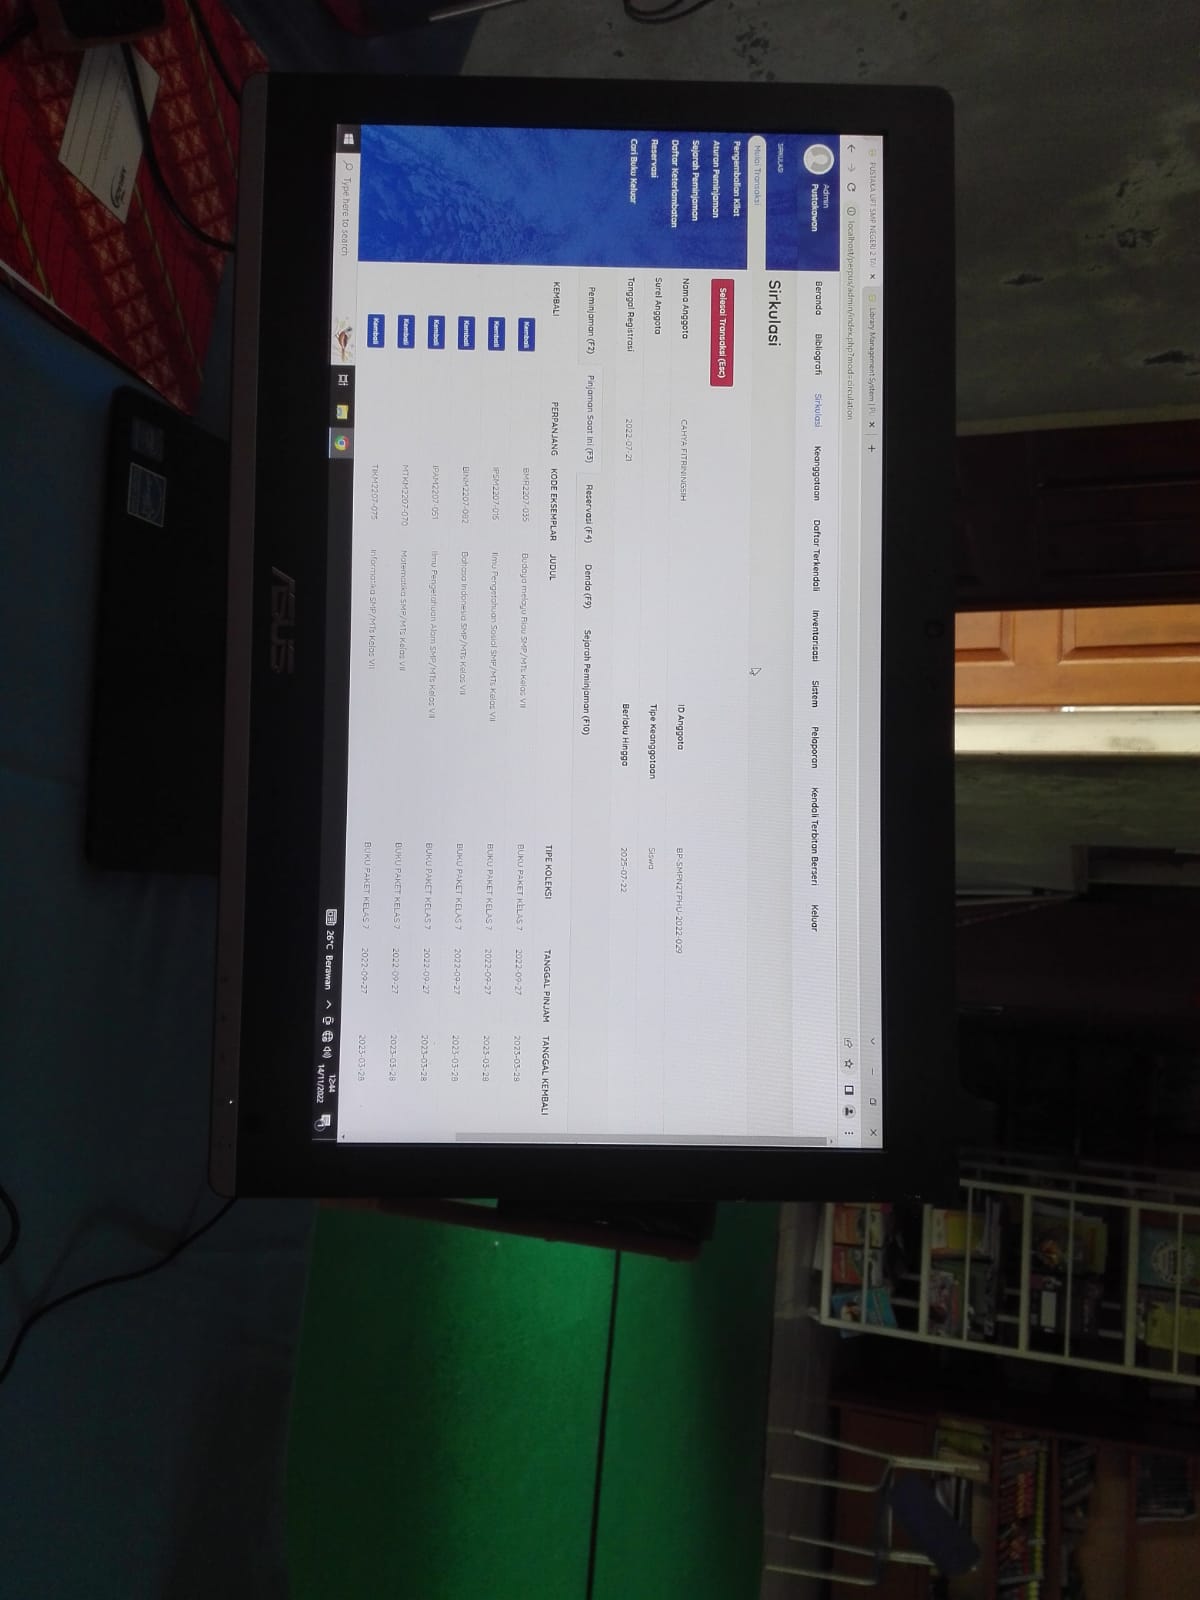 PUSTAKA UPT SMP NEGERI 2 TA
Library Management System | PU
localhost/perpus/admin/index.php?mod=circulation
Admin
Pustakawan
Beranda Bibliografi Sirkulasi Keanggotaan Daftar Terkendali Inventarisasi Sistem Pelaporan Kendali Terbitan Berseri Keluar
SIRKULASI
Mulai Transaksi
Pengembalian Kilat
Aturan Peminjaman
Sejarah Peminjaman
Daftar Keterlambatan
Reservasi
Cari Buku Keluar
Sirkulasi
Selesai Transaksi (Esc)
Nama Anggota CAHYA FITRININGSIH ID Anggota BP-SMPN2TPHU-2022-029
Surel Anggota Tipe Keanggotaan Siswa
Tanggal Registrasi 2022-07-21 Berlaku Hingga 2025-07-22
Peminjaman (F2) Pinjaman Saat Ini (F3) Reservasi (F4) Denda (F9) Sejarah Peminjaman (F10)
KEMBALI PERPANJANG KODE EKSEMPLAR JUDUL TIPE KOLEKSI TANGGAL PINJAM TANGGAL KEMBALI
Kembali BMR2207-035 Budaya melayu Riau SMP/MTs Kelas VII BUKU PAKET KELAS 7 2022-09-27 2023-03-28
Kembali IPSM2207-015 Ilmu Pengetahuan Sosial SMP/MTs Kelas VII BUKU PAKET KELAS 7 2022-09-27 2023-03-28
Kembali BINM2207-082 Bahasa Indonesia SMP/MTs Kelas VII BUKU PAKET KELAS 7 2022-09-27 2023-03-28
Kembali IPAM2207-051 Ilmu Pengetahuan Alam SMP/MTs Kelas VII BUKU PAKET KELAS 7 2022-09-27 2023-03-28
Kembali MTKM2207-070 Matematika SMP/MTs Kelas VII BUKU PAKET KELAS 7 2022-09-27 2023-03-28
Kembali TIKM2207-075 Informatika SMP/MTs Kelas VII BUKU PAKET KELAS 7 2022-09-27 2023-03-28
Type here to search
26°C Berawan
12:44
14/11/2022
ASUS